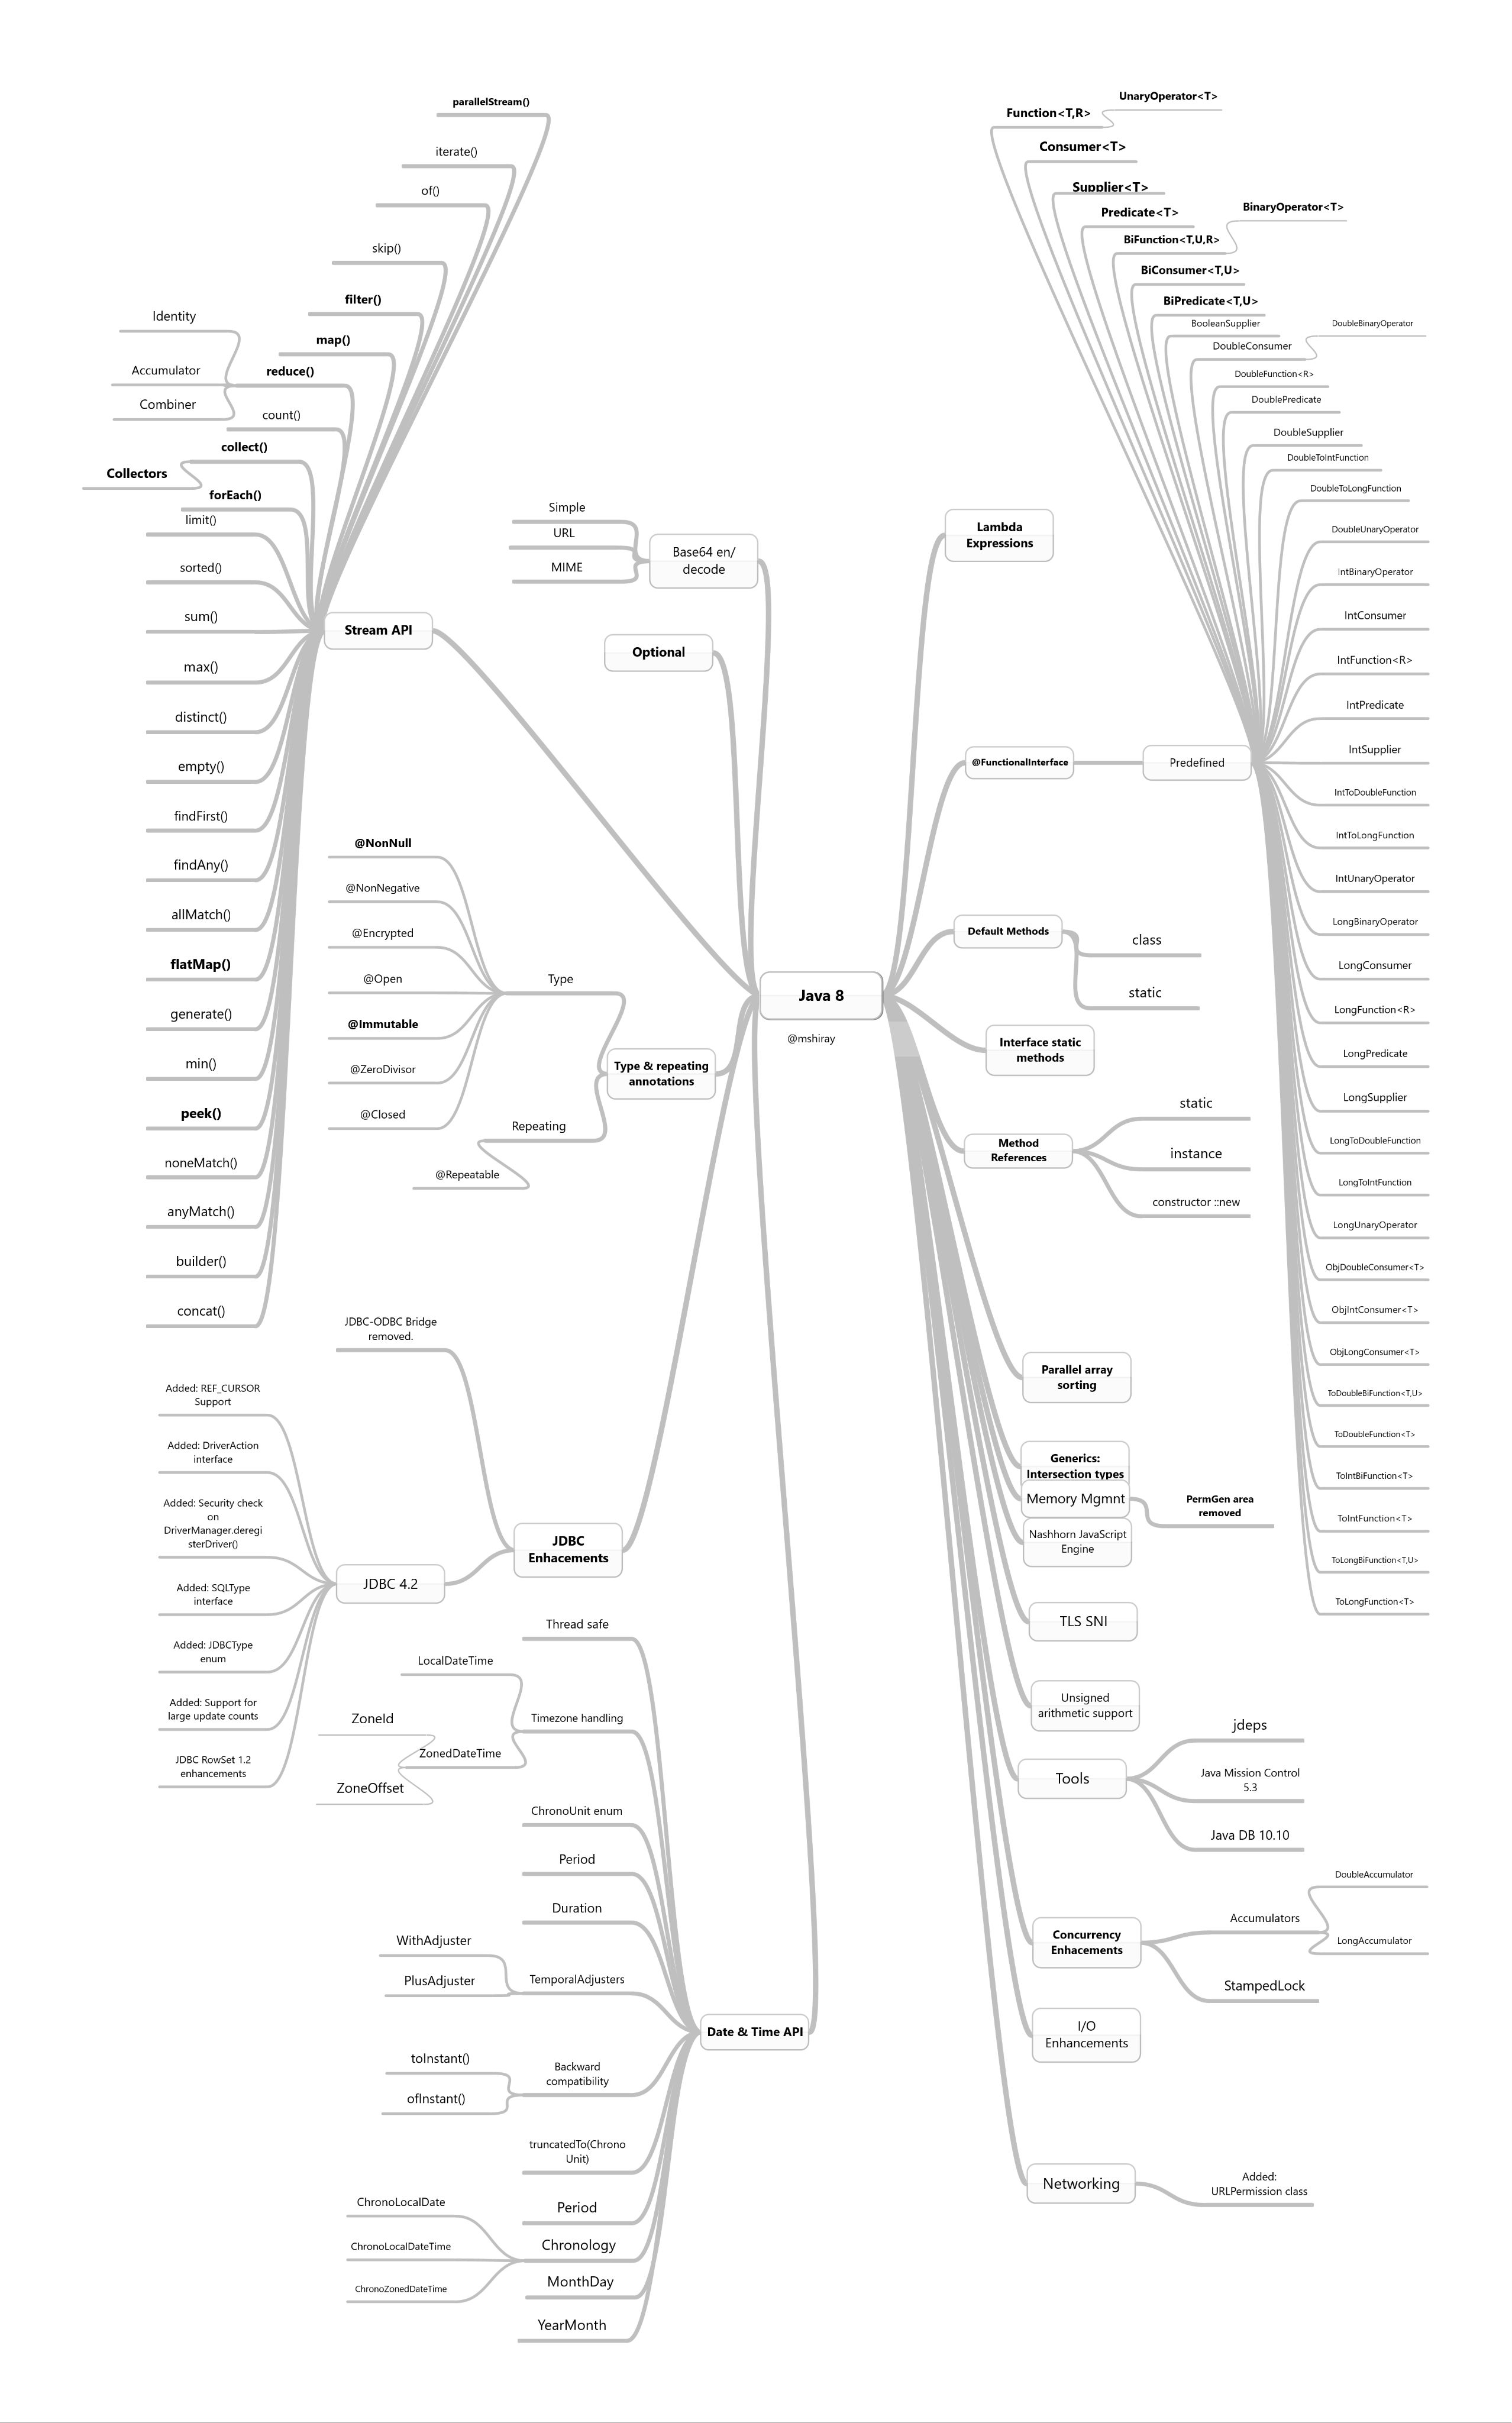 parallelStream()
iterate()
of()
skip()
filter()
map()
reduce()
Identity
Accumulator
Combiner
count()
collect()
Collectors
forEach()
limit()
sorted()
sum()
max()
distinct()
empty()
findFirst()
findAny()
allMatch()
flatMap()
generate()
min()
peek()
noneMatch()
anyMatch()
builder()
concat()
Stream API
Simple
URL
MIME
Base64 en/
decode
Optional
@NonNull
@NonNegative
@Encrypted
@Open
@Immutable
@ZeroDivisor
@Closed
Type
Repeating
@Repeatable
Type & repeating
annotations
JDBC-ODBC Bridge
removed.
Added: REF_CURSOR
Support
Added: DriverAction
interface
Added: Security check
on
DriverManager.deregi
sterDriver()
Added: SQLType
interface
Added: JDBCType
enum
Added: Support for
large update counts
JDBC RowSet 1.2
enhancements
JDBC 4.2
JDBC
Enhacements
Thread safe
LocalDateTime
Timezone handling
ZoneId
ZonedDateTime
ZoneOffset
ChronoUnit enum
Period
Duration
WithAdjuster
PlusAdjuster
TemporalAdjusters
Date & Time API
toInstant()
ofInstant()
Backward
compatibility
truncatedTo(Chrono
Unit)
Period
ChronoLocalDate
ChronoLocalDateTime
ChronoZonedDateTime
Chronology
MonthDay
YearMonth
Java 8
@mshiray
Lambda
Expressions
@FunctionalInterface
Predefined
Function<T,R>
UnaryOperator<T>
Consumer<T>
Supplier<T>
Predicate<T>
BiFunction<T,U,R>
BinaryOperator<T>
BiConsumer<T,U>
BiPredicate<T,U>
BooleanSupplier
DoubleConsumer
DoubleBinaryOperator
DoubleFunction<R>
DoublePredicate
DoubleSupplier
DoubleToIntFunction
DoubleToLongFunction
DoubleUnaryOperator
IntBinaryOperator
IntConsumer
IntFunction<R>
IntPredicate
IntSupplier
IntToDoubleFunction
IntToLongFunction
IntUnaryOperator
LongBinaryOperator
LongConsumer
LongFunction<R>
LongPredicate
LongSupplier
LongToDoubleFunction
LongToIntFunction
LongUnaryOperator
ObjDoubleConsumer<T>
ObjIntConsumer<T>
ObjLongConsumer<T>
ToDoubleBiFunction<T,U>
ToDoubleFunction<T>
ToIntBiFunction<T>
ToIntFunction<T>
ToLongBiFunction<T,U>
ToLongFunction<T>
Default Methods
class
static
Interface static
methods
Method
References
static
instance
constructor ::new
Parallel array
sorting
Generics:
Intersection types
Memory Mgmnt
PermGen area
removed
Nashhorn JavaScript
Engine
TLS SNI
Unsigned
arithmetic support
Tools
jdeps
Java Mission Control
5.3
Java DB 10.10
Concurrency
Enhacements
Accumulators
DoubleAccumulator
LongAccumulator
StampedLock
I/O
Enhancements
Networking
Added:
URLPermission class